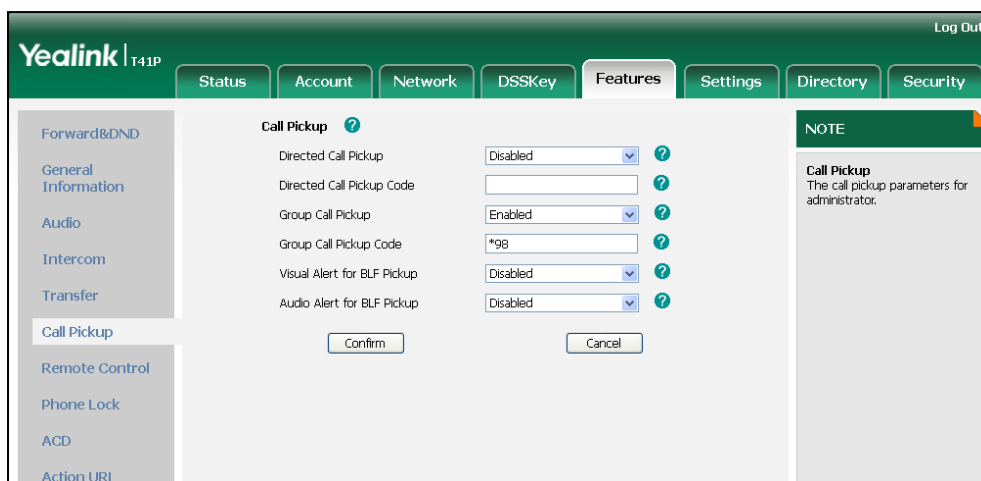 Log Out
Yealink | T41P
Status Account Network DSSKey Features Settings Directory Security
Forward&DND
General
Information
Audio
Intercom
Transfer
Call Pickup
Remote Control
Phone Lock
ACD
Action URL
Call Pickup ?
Directed Call Pickup Disabled ?
Directed Call Pickup Code ?
Group Call Pickup Enabled ?
Group Call Pickup Code *98 ?
Visual Alert for BLF Pickup Disabled ?
Audio Alert for BLF Pickup Disabled ?
Confirm Cancel
NOTE
Call Pickup
The call pickup parameters for
administrator.